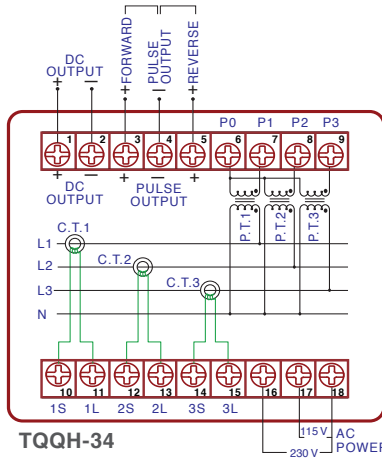 DC
OUTPUT
+ −
+FORWARD
PULSE
− OUTPUT
+REVERSE
P0 P1 P2 P3
1 2 3 4 5 6 7 8 9
+ − + − +
DC
OUTPUT
PULSE
OUTPUT
P.T.1
P.T.2
P.T.3
C.T.1
L1
C.T.2
L2
C.T.3
L3
N
10 11 12 13 14 15 16 17 18
1S 1L 2S 2L 3S 3L
115 V
AC
POWER
230 V
TQQH-34